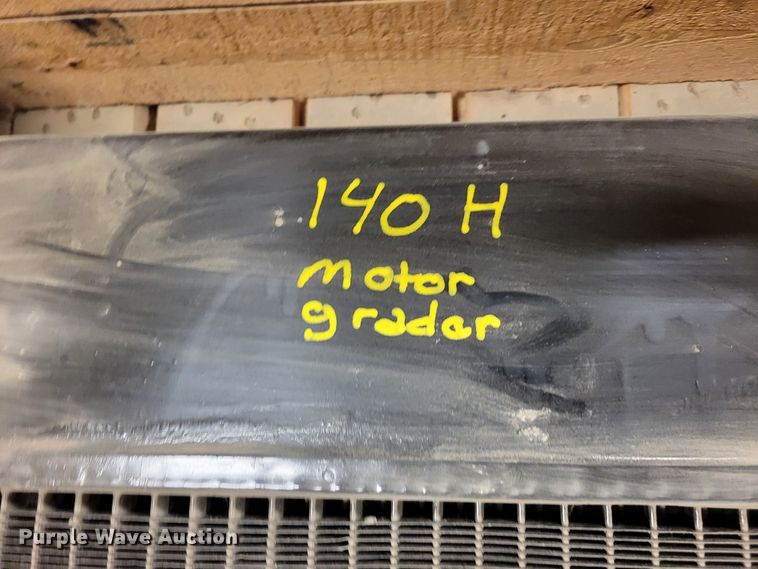 140 H
motor
grader
Purple Wave Auction